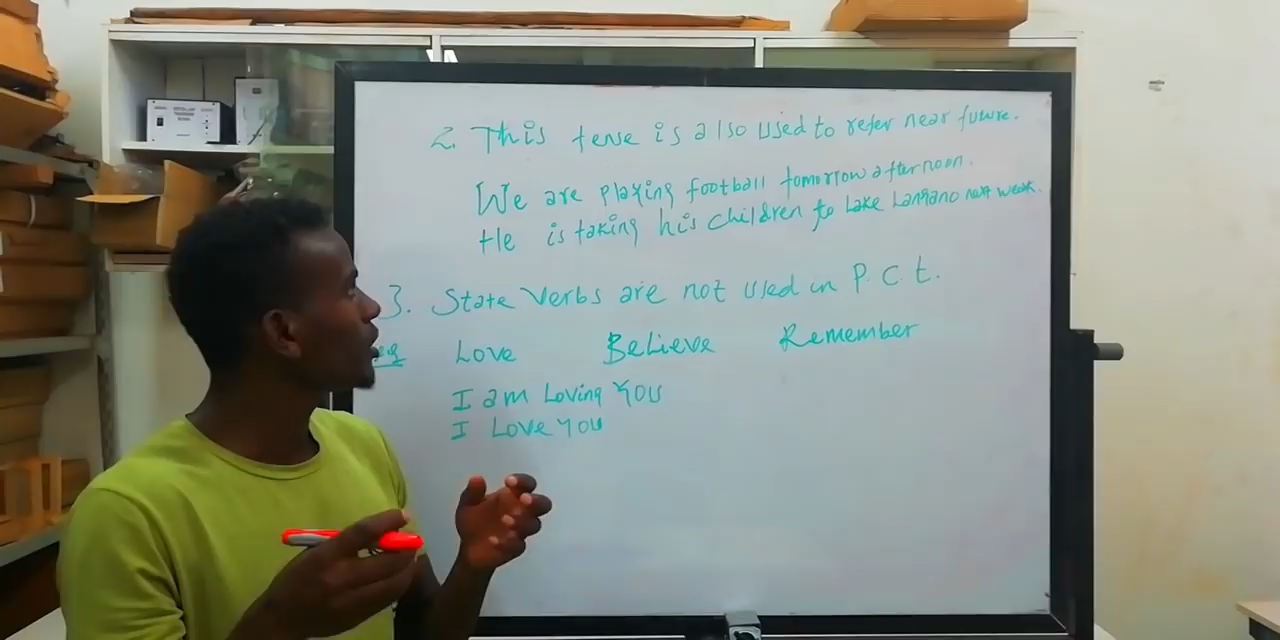 2. This tense is also used to refer near future.
We are playing football tomorrow afternoon.
He is taking his children to Lake Langano next weak.
3. State Verbs are not used in P.C.t.
eg Love Believe Remember
I am Loving You
I Love you